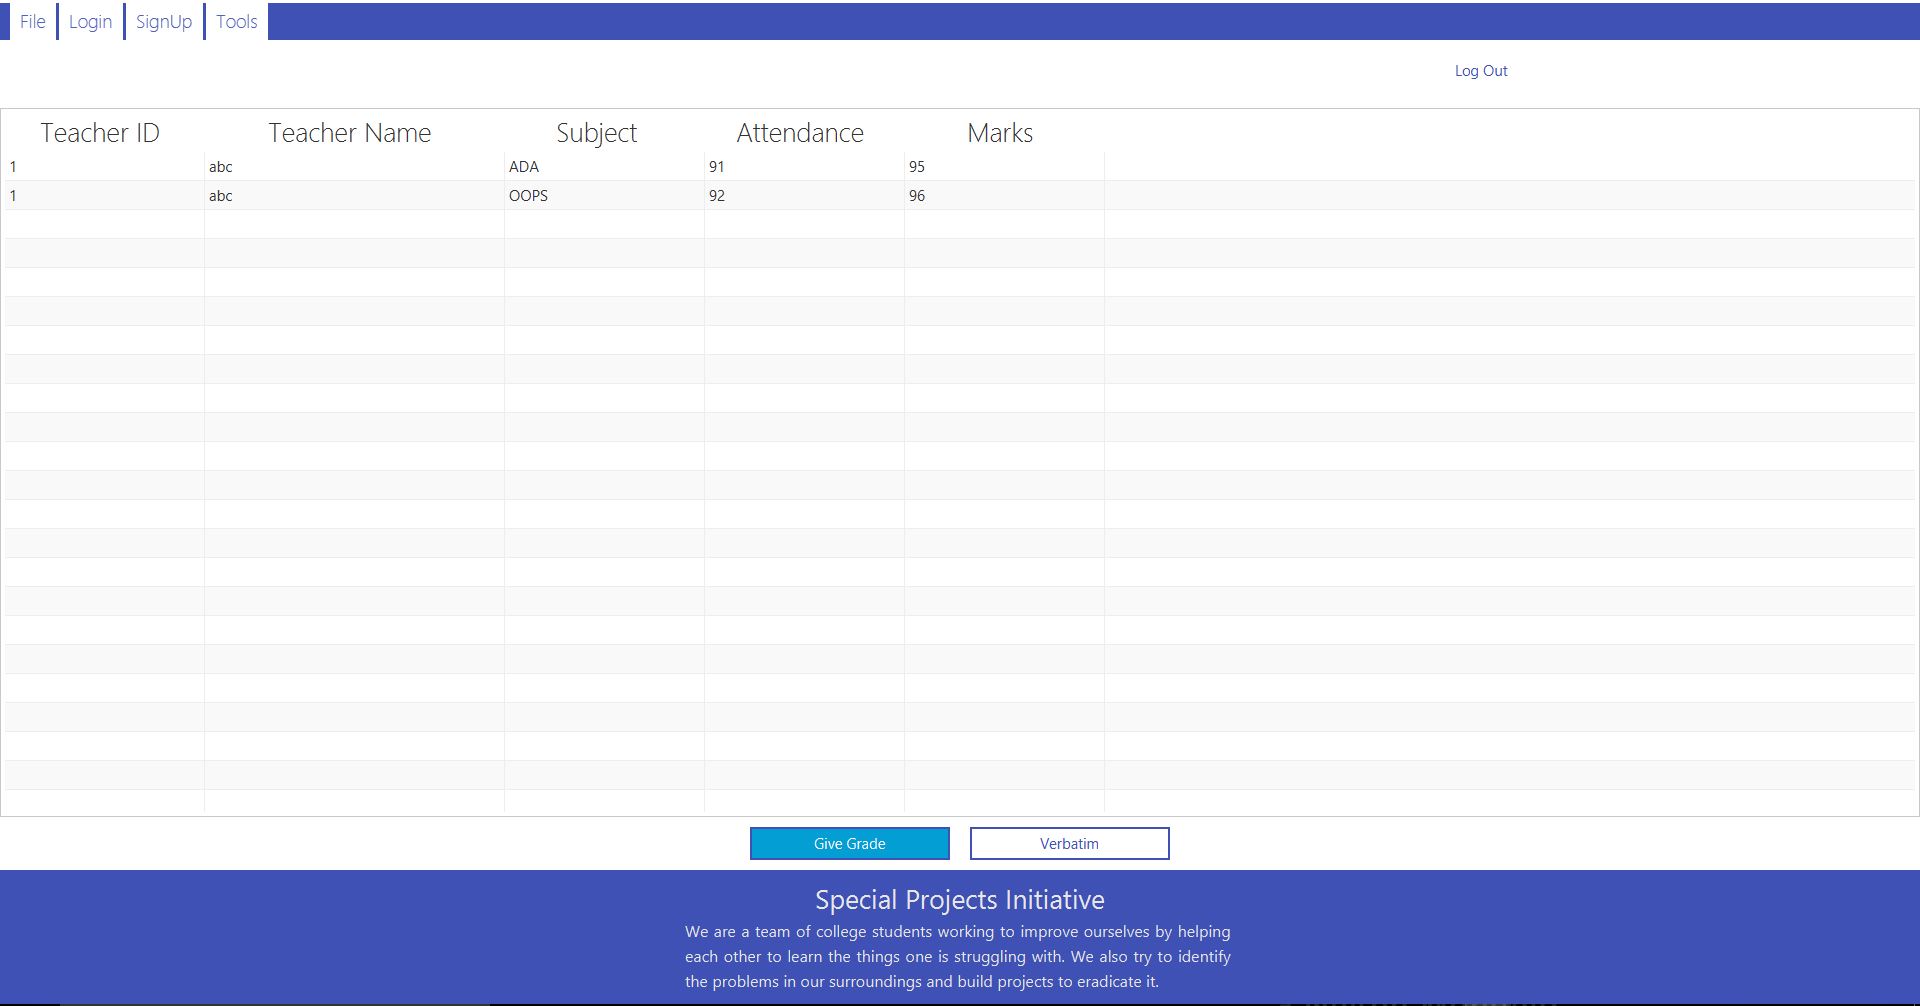 File Login SignUp Tools
Log Out
Teacher ID Teacher Name Subject Attendance Marks
1 abc ADA 91 95
1 abc OOPS 92 96
Give Grade Verbatim
Special Projects Initiative
We are a team of college students working to improve ourselves by helping
each other to learn the things one is struggling with. We also try to identify
the problems in our surroundings and build projects to eradicate it.